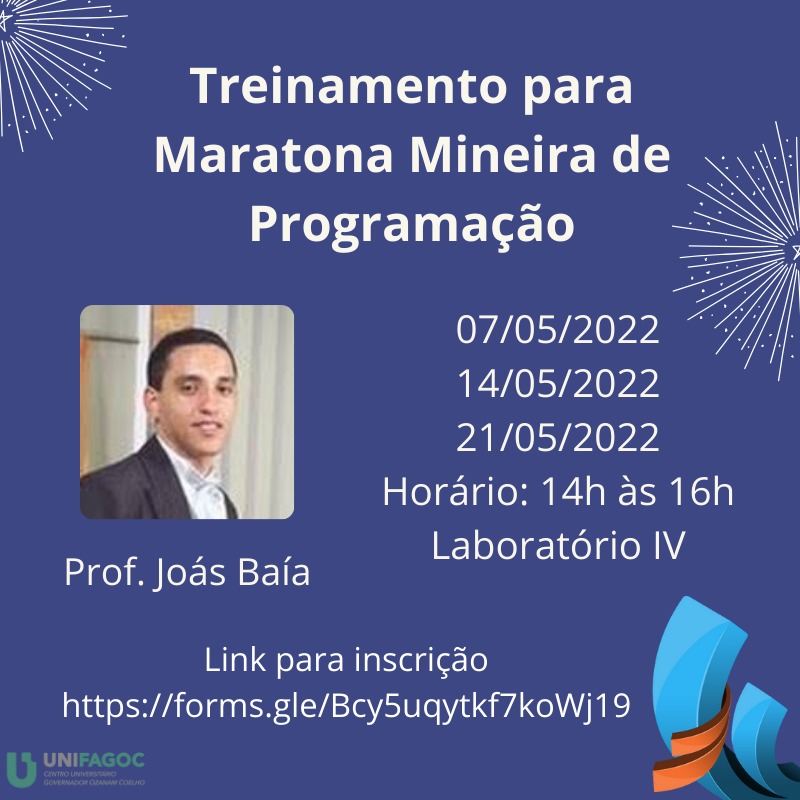 Treinamento para
Maratona Mineira de
Programação
07/05/2022
14/05/2022
21/05/2022
Horário: 14h às 16h
Laboratório IV
Prof. Joás Baía
Link para inscrição
https://forms.gle/Bcy5uqytkf7koWj19
UNIFAGOC
CENTRO UNIVERSITÁRIO
GOVERNADOR OZANAM COELHO